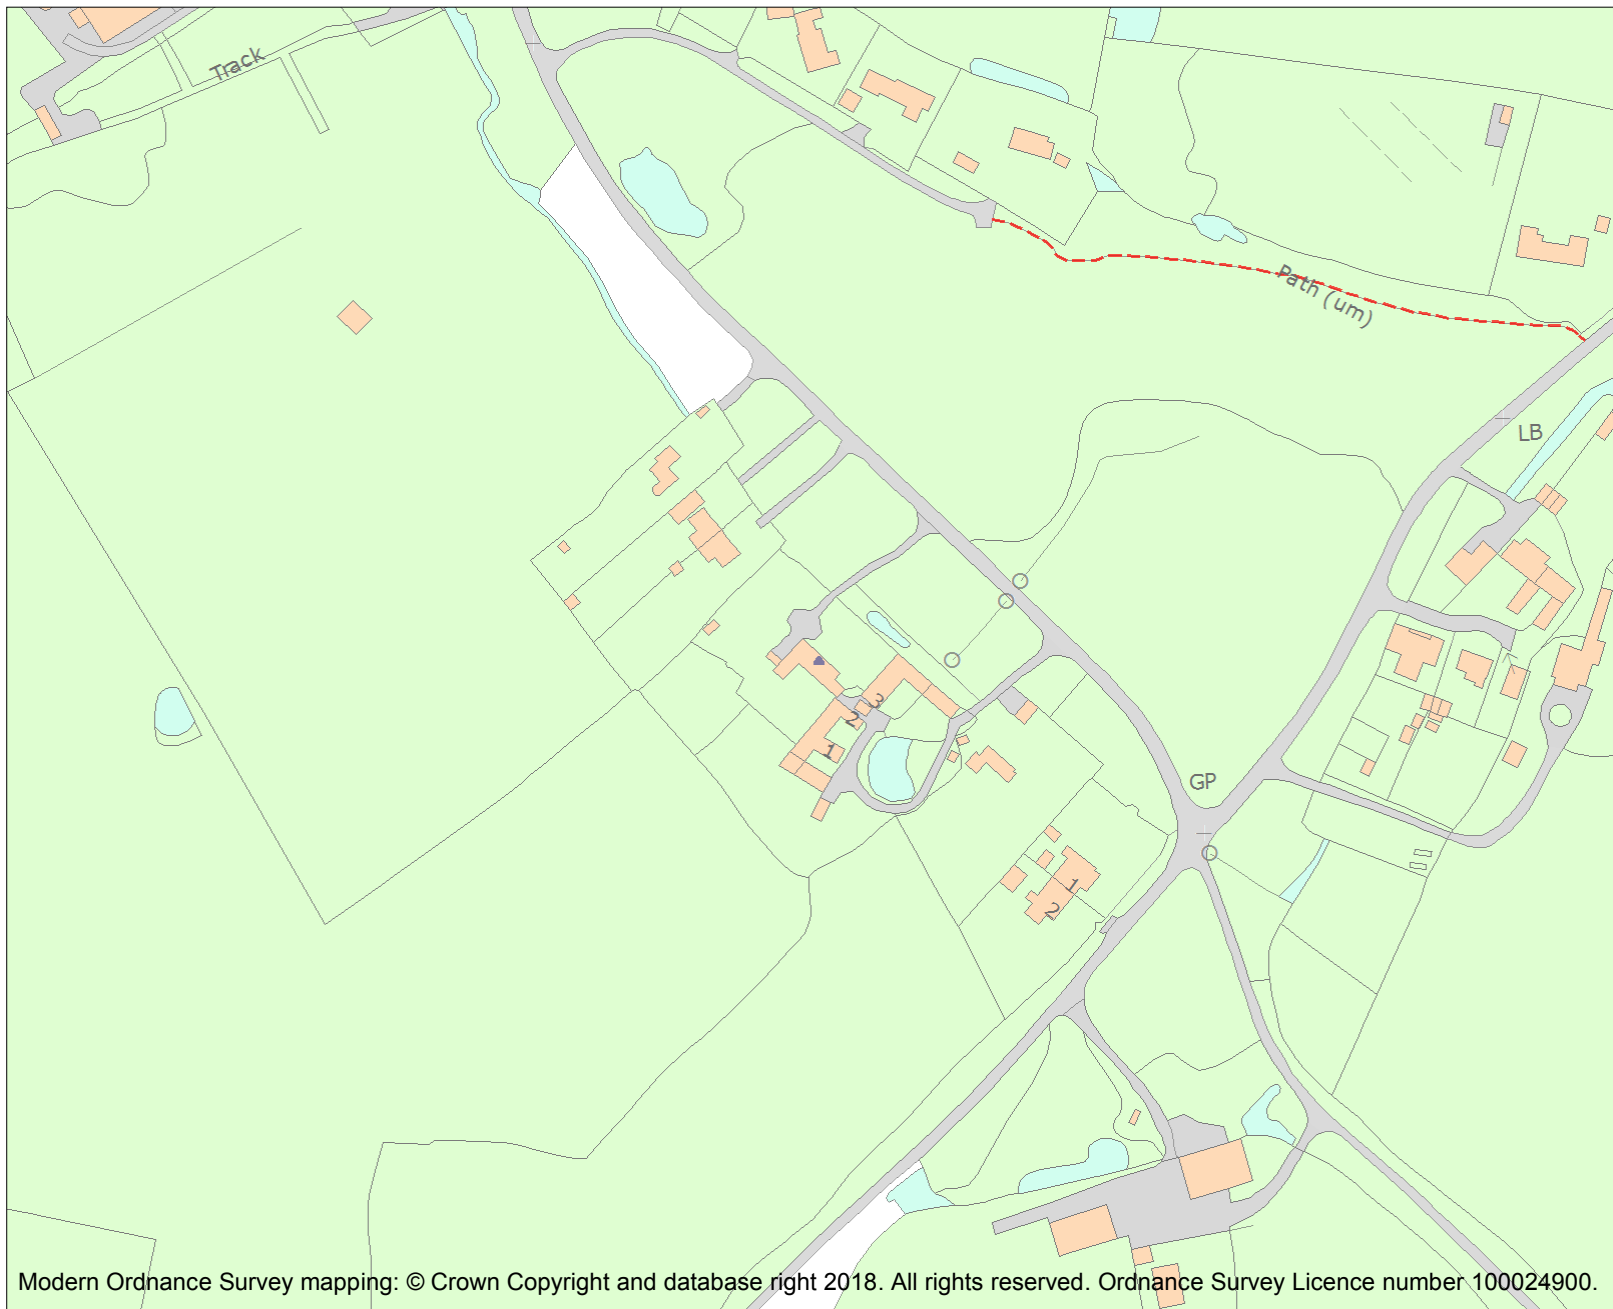 Track
Path (um)
LB
3
2
1
GP
1
2
Modern Ordnance Survey mapping: © Crown Copyright and database right 2018. All rights reserved. Ordnance Survey Licence number 100024900.